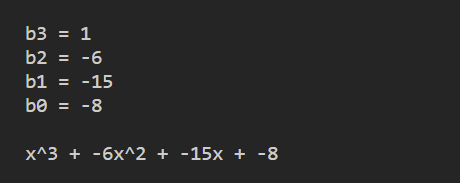 b3 = 1
b2 = -6
b1 = -15
b0 = -8
x^3 + -6x^2 + -15x + -8